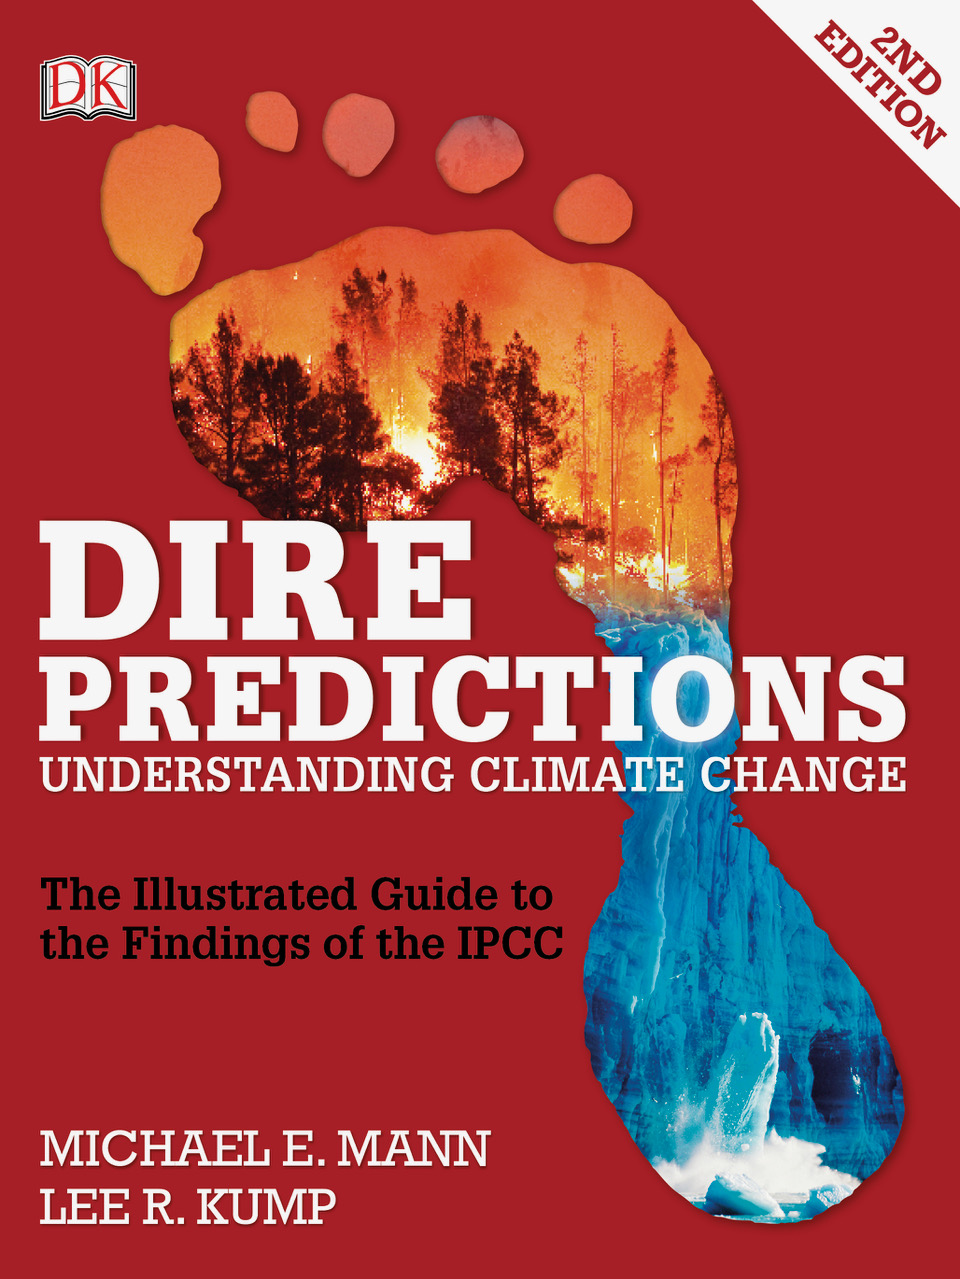 DK
2ND
EDITION
DIRE
PREDICTIONS
UNDERSTANDING CLIMATE CHANGE
The Illustrated Guide to
the Findings of the IPCC
MICHAEL E. MANN
LEE R. KUMP